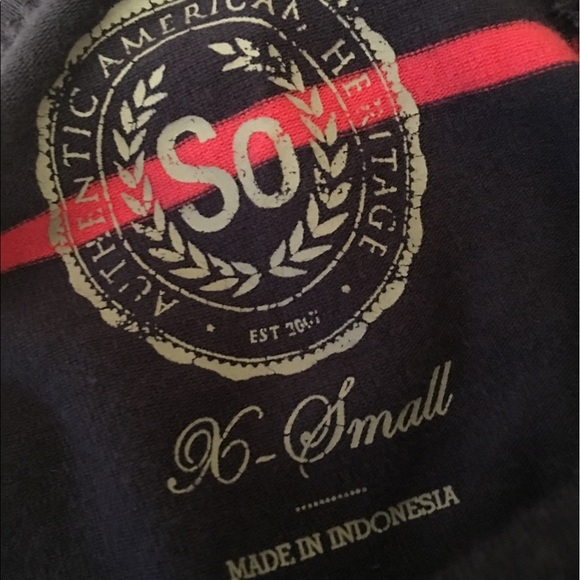 AUTHENTIC AMERICAN HERITAGE
SO
EST
X-Small
MADE IN INDONESIA